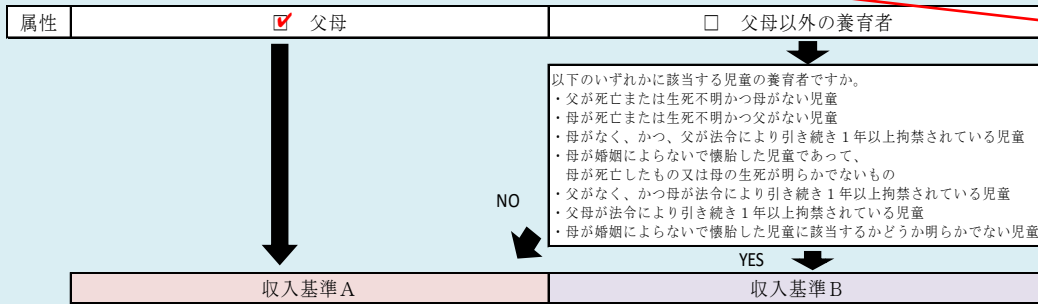 属性 ☑ 父母 □ 父母以外の養育者
以下のいずれかに該当する児童の養育者ですか。
・父が死亡または生死不明かつ母がない児童
・母が死亡または生死不明かつ父がない児童
・母がなく、かつ、父が法令により引き続き１年以上拘禁されている児童
・母が婚姻によらないで懐胎した児童であって、
母が死亡したもの又は母の生死が明らかでないもの
・父がなく、かつ母が法令により引き続き１年以上拘禁されている児童
・父母が法令により引き続き１年以上拘禁されている児童
・母が婚姻によらないで懐胎した児童に該当するかどうか明らかでない児童
NO
YES
収入基準Ａ 収入基準Ｂ